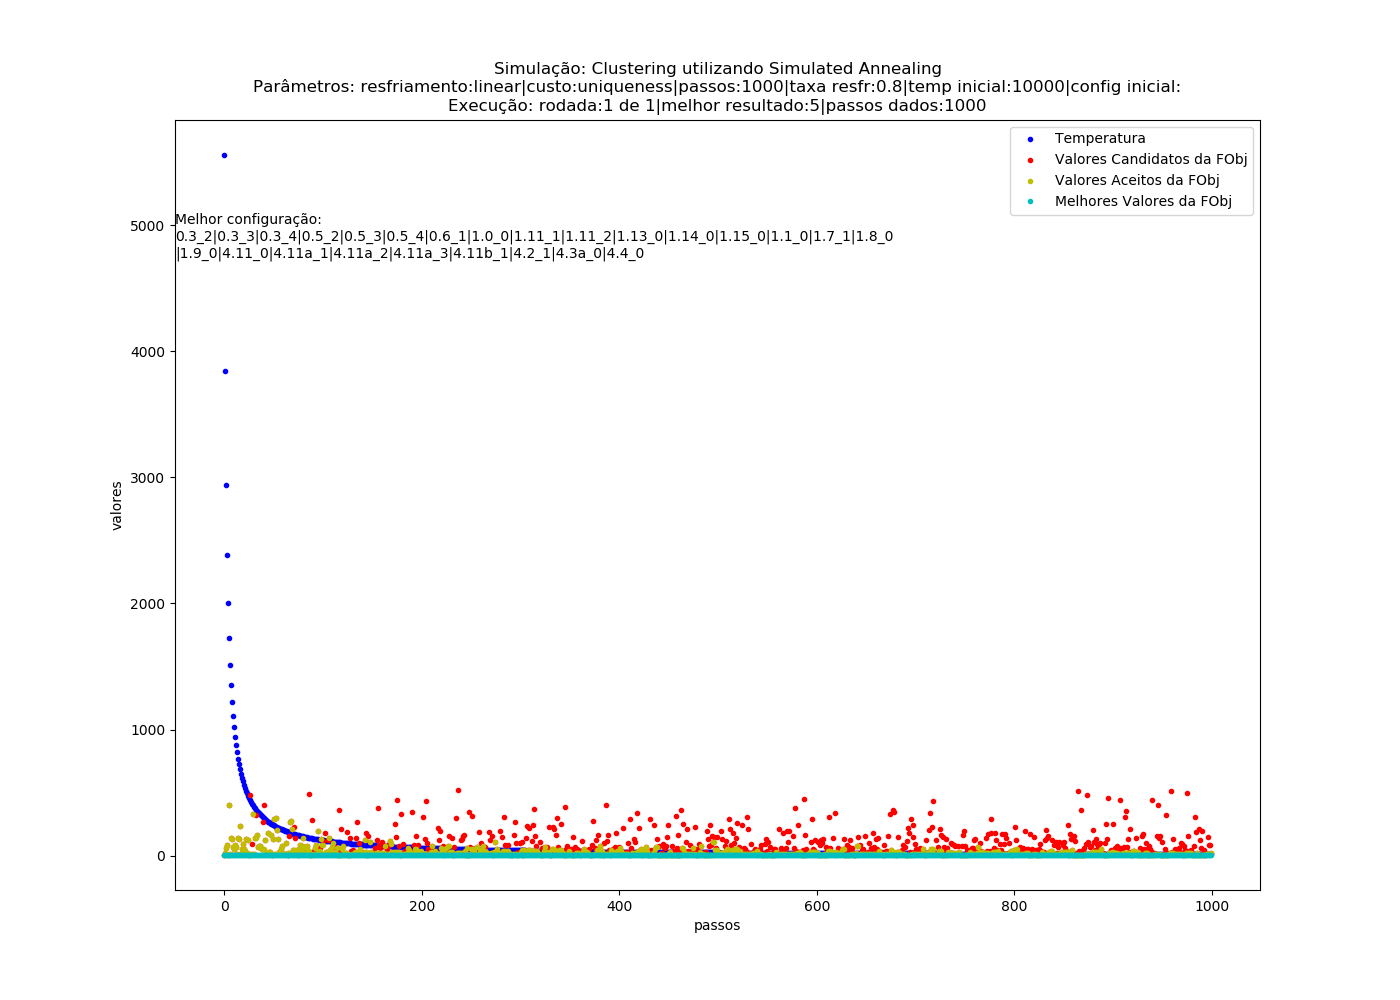 Simulação: Clustering utilizando Simulated Annealing
Parâmetros: resfriamento:linear|custo:uniqueness|passos:1000|taxa resfr:0.8|temp inicial:10000|config inicial:
Execução: rodada:1 de 1|melhor resultado:5|passos dados:1000
Temperatura
Valores Candidatos da FObj
Valores Aceitos da FObj
Melhores Valores da FObj
Melhor configuração:
0.3_2|0.3_3|0.3_4|0.5_2|0.5_3|0.5_4|0.6_1|1.0_0|1.11_1|1.11_2|1.13_0|1.14_0|1.15_0|1.1_0|1.7_1|1.8_0
|1.9_0|4.11_0|4.11a_1|4.11a_2|4.11a_3|4.11b_1|4.2_1|4.3a_0|4.4_0
valores
5000
4000
3000
2000
1000
0
0 200 400 600 800 1000
passos